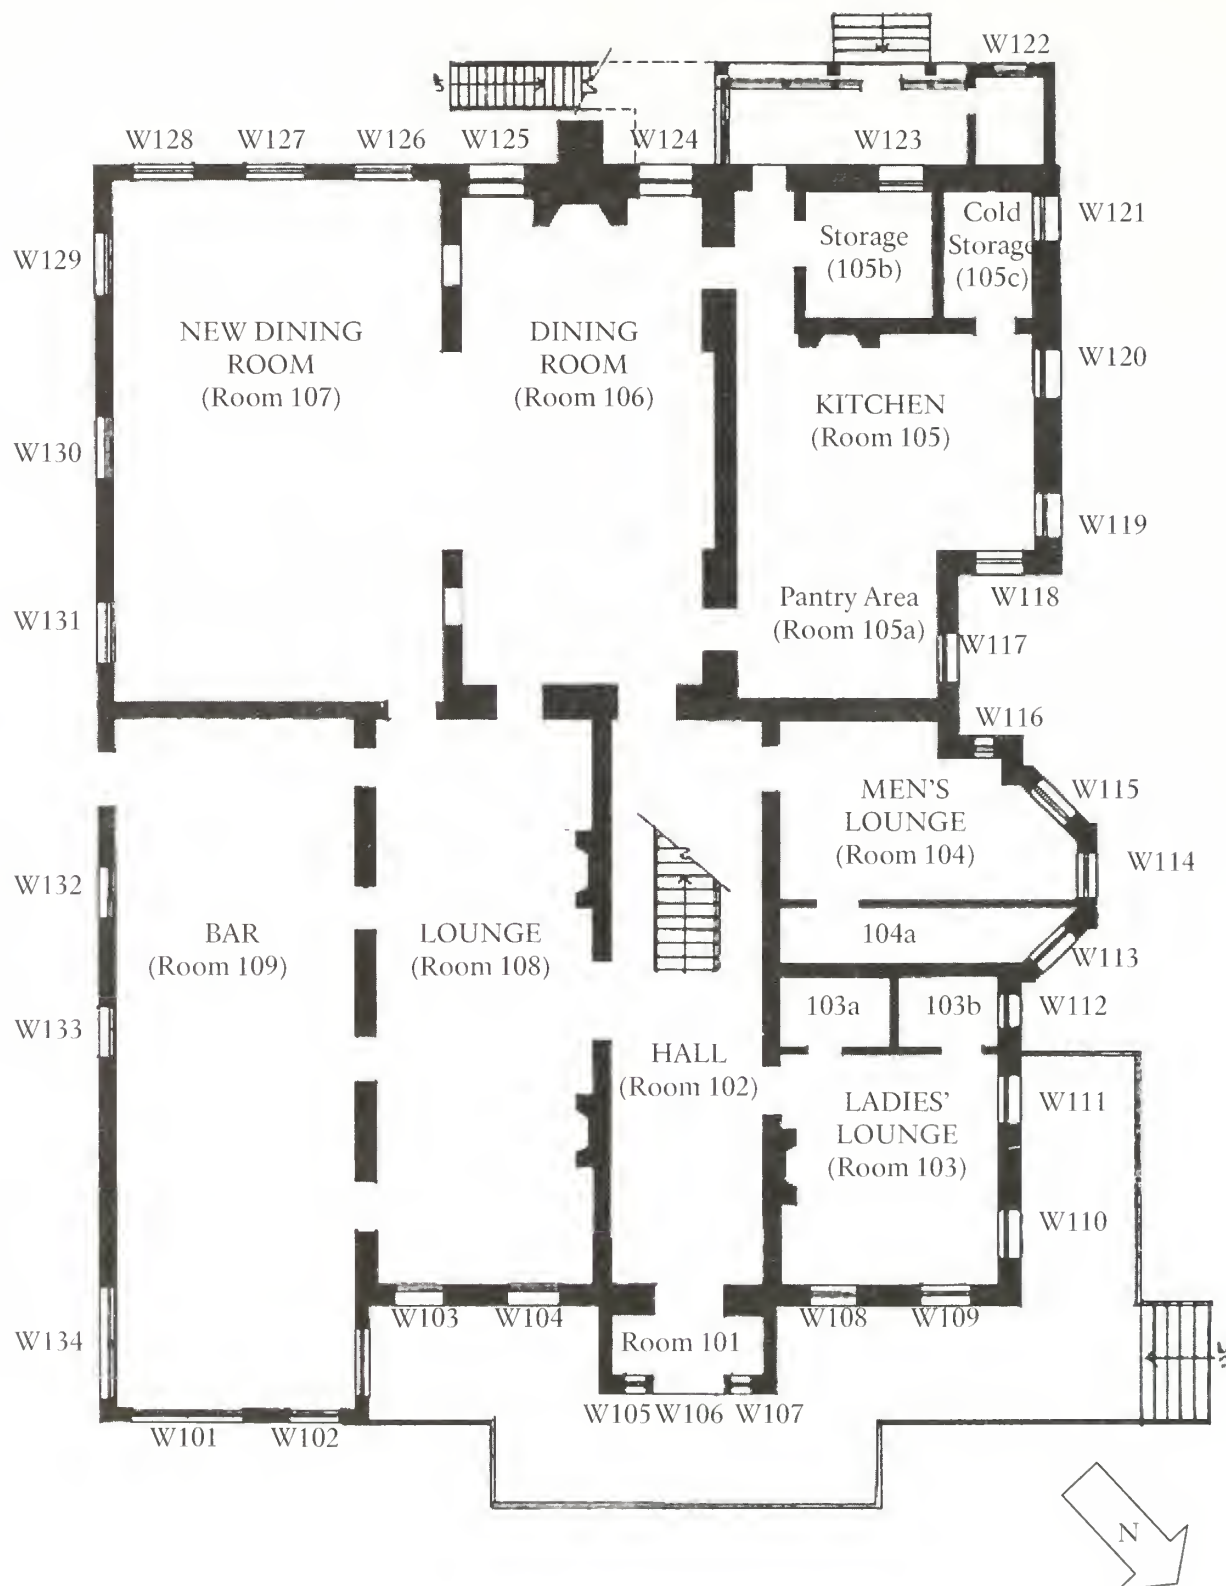 W122
W128
W127
W126
W125
W124
W123
W129
Storage
(105b)
Cold
Storage
(105c)
W121
NEW DINING
ROOM
(Room 107)
DINING
ROOM
(Room 106)
W120
KITCHEN
(Room 105)
W130
W119
W131
Pantry Area
(Room 105a)
W118
W117
W116
W115
MEN'S
LOUNGE
(Room 104)
W114
W132
BAR
(Room 109)
LOUNGE
(Room 108)
104a
W113
W133
103a
103b
W112
HALL
(Room 102)
LADIES'
LOUNGE
(Room 103)
W111
W110
W134
W103
W104
W108
W109
Room 101
W105
W106
W107
W101
W102
N